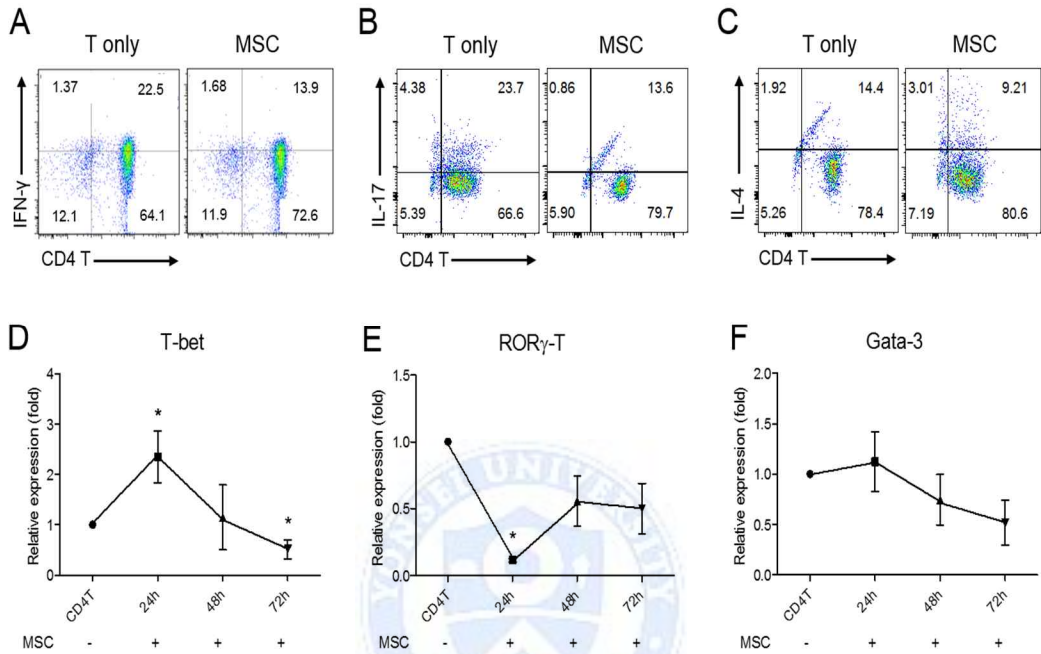 A
T only
MSC
IFN-γ
1.37
22.5
12.1
64.1
1.68
13.9
11.9
72.6
CD4 T
B
T only
MSC
IL-17
4.38
23.7
5.39
66.6
0.86
13.6
5.90
79.7
CD4 T
C
T only
MSC
IL-4
1.92
14.4
5.26
78.4
3.01
9.21
7.19
80.6
CD4 T
D
T-bet
Relative expression (fold)
4
3
2
1
0
*
*
CD4T
24h
48h
72h
MSC - + + +
E
RORγ-T
Relative expression (fold)
1.5
1.0
0.5
0.0
*
CD4T
24h
48h
72h
MSC - + + +
F
Gata-3
Relative expression (fold)
2.0
1.5
1.0
0.5
0.0
CD4T
24h
48h
72h
MSC - + + +
YONSEI UNIVERSITY